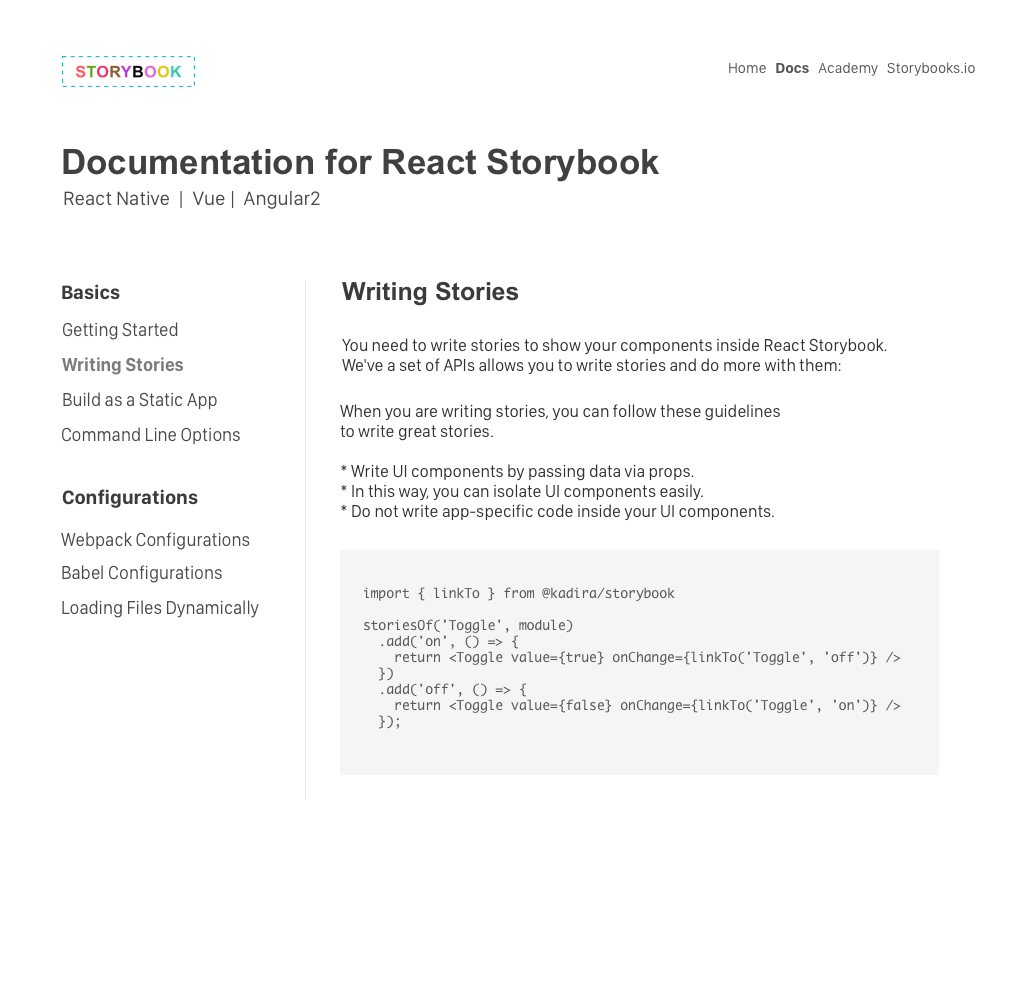 STORYBOOK
Home Docs Academy Storybooks.io
Documentation for React Storybook
React Native | Vue | Angular2
Basics
Getting Started
Writing Stories
Build as a Static App
Command Line Options
Configurations
Webpack Configurations
Babel Configurations
Loading Files Dynamically
Writing Stories
You need to write stories to show your components inside React Storybook.
We've a set of APIs allows you to write stories and do more with them:
When you are writing stories, you can follow these guidelines
to write great stories.
* Write UI components by passing data via props.
* In this way, you can isolate UI components easily.
* Do not write app-specific code inside your UI components.
import { linkTo } from @kadira/storybook
storiesOf('Toggle', module)
  .add('on', () => {
    return <Toggle value={true} onChange={linkTo('Toggle', 'off')} />
  })
  .add('off', () => {
    return <Toggle value={false} onChange={linkTo('Toggle', 'on')} />
  });